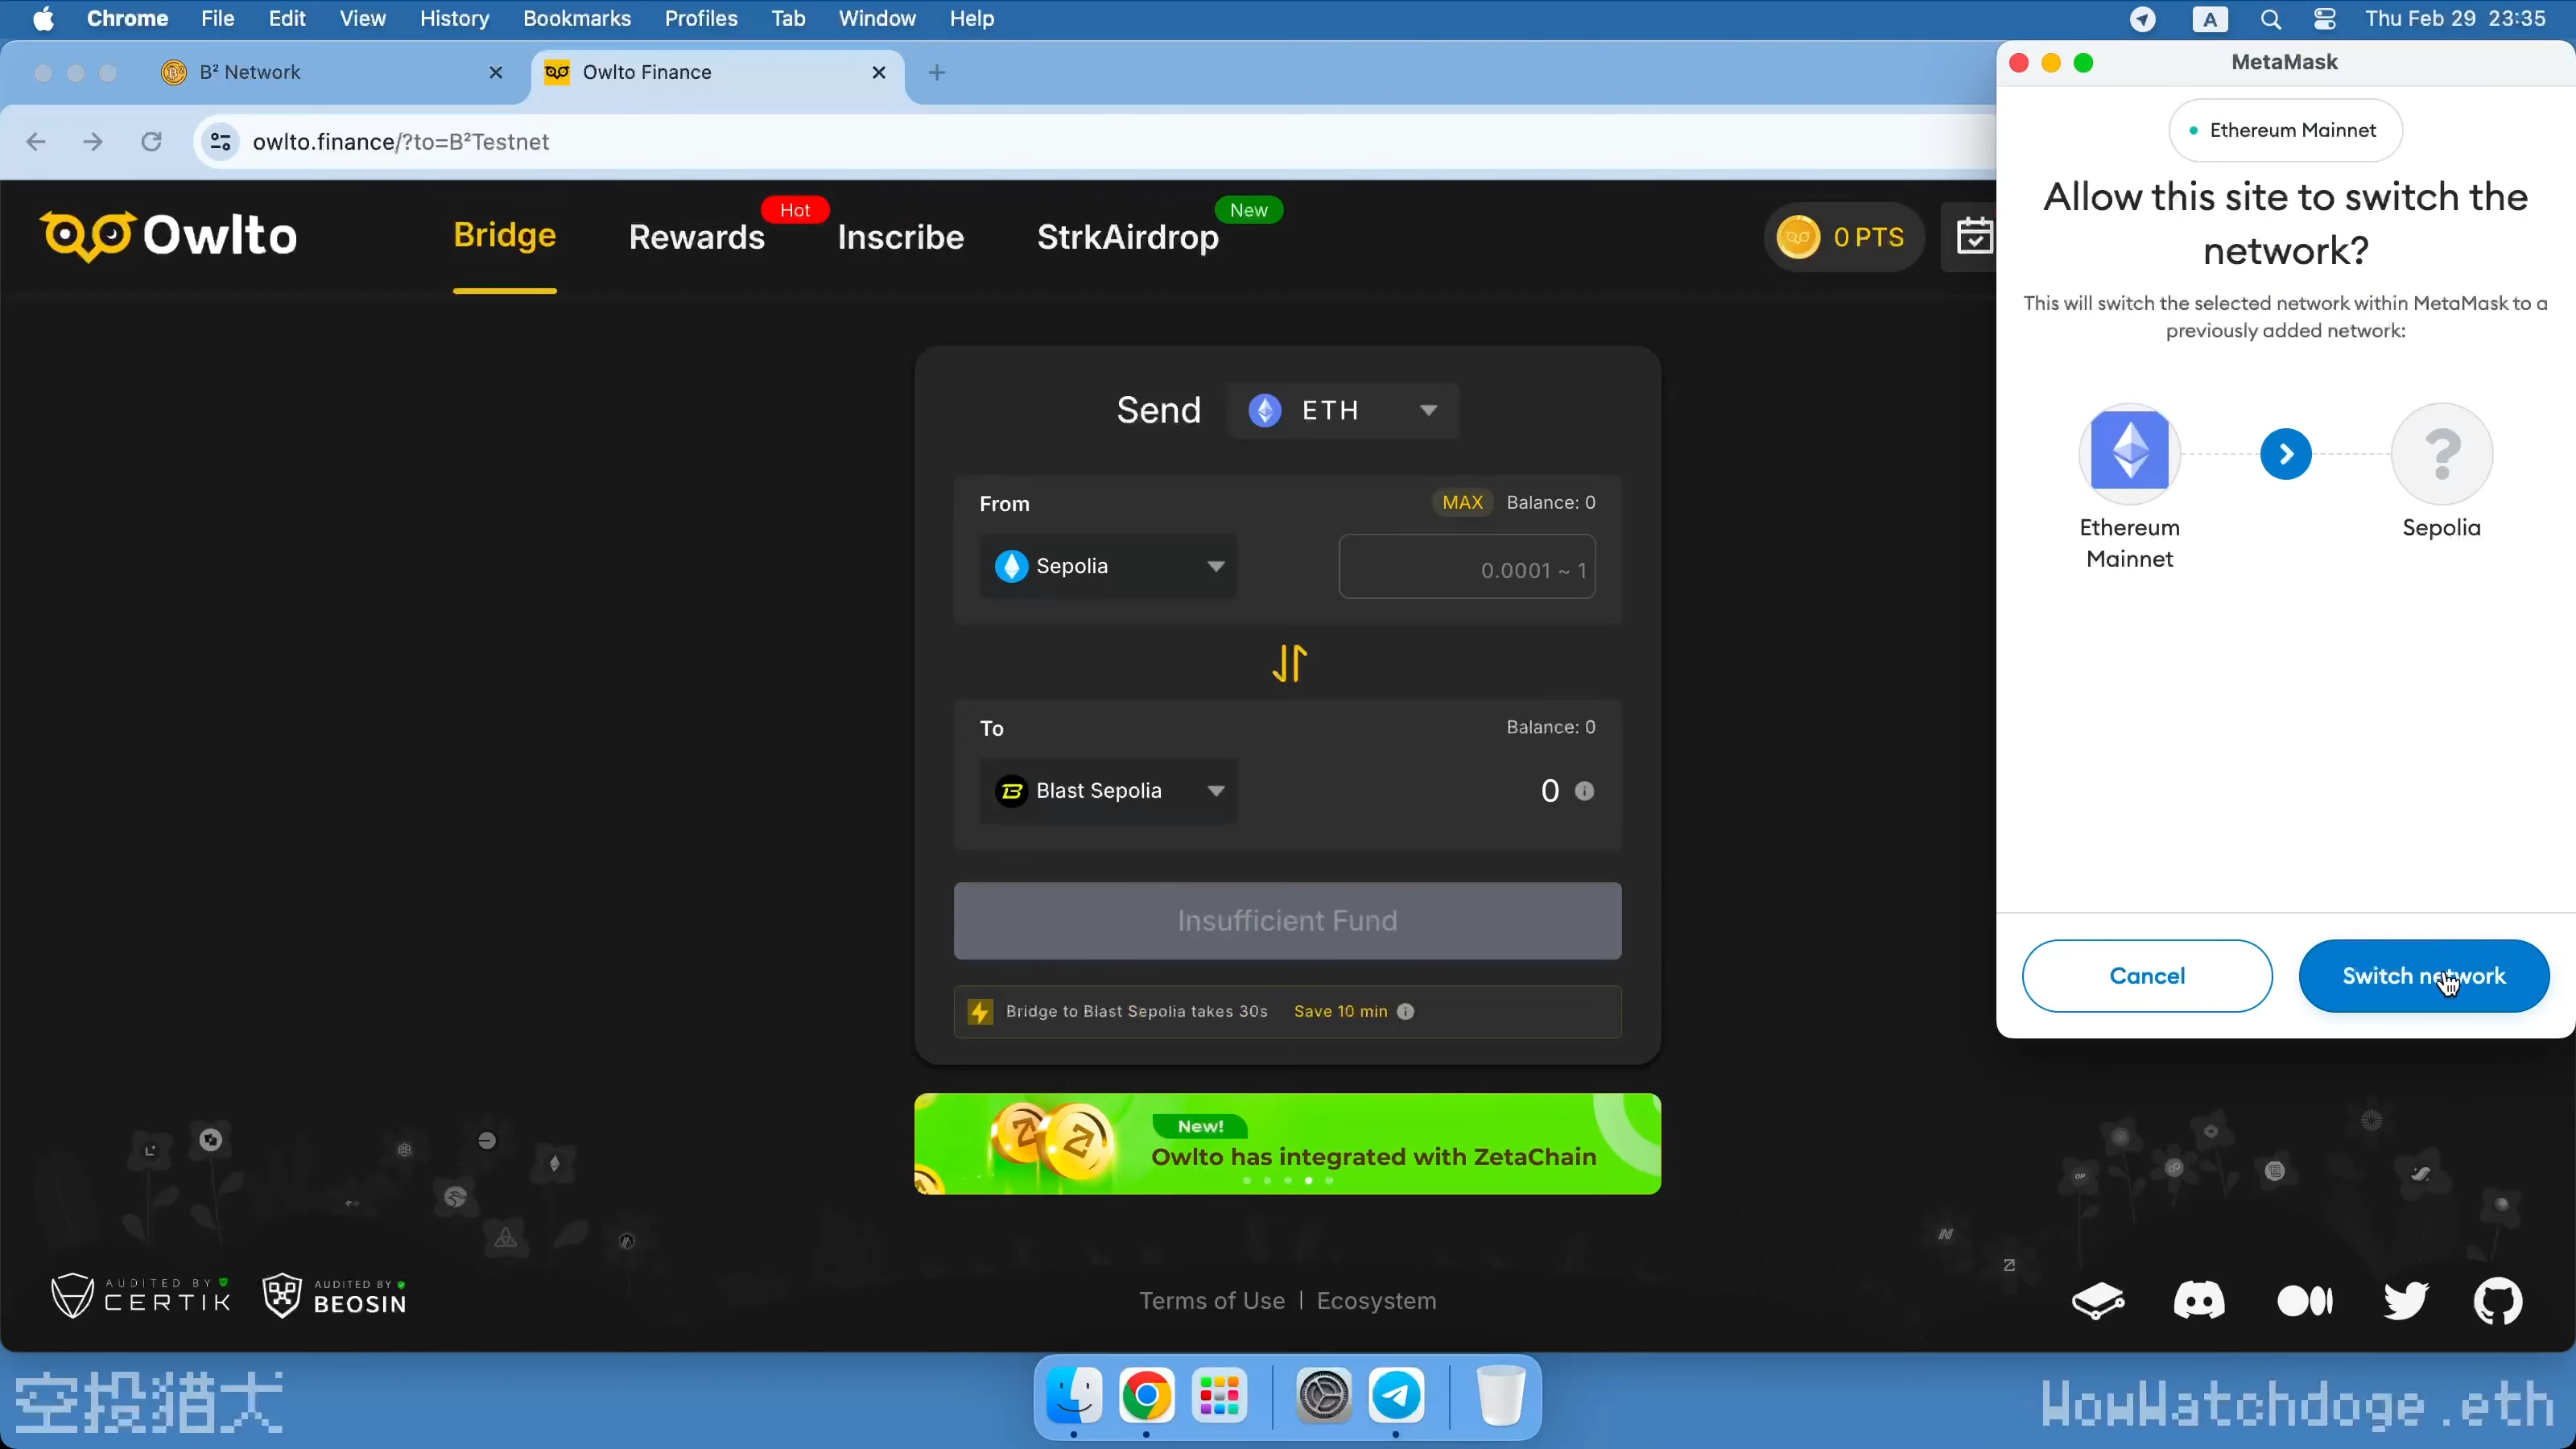 Chrome File Edit View History Bookmarks Profiles Tab Window Help
A
Thu Feb 29 23:35
B² Network
Owlto Finance
owlto.finance/?to=B²Testnet
Owlto
Bridge
Rewards
Hot
Inscribe
StrkAirdrop
New
0 PTS
Send
ETH
From
MAX
Balance: 0
Sepolia
0.0001 ~ 1
To
Balance: 0
Blast Sepolia
0
Insufficient Fund
Bridge to Blast Sepolia takes 30s
Save 10 min
New!
Owlto has integrated with ZetaChain
AUDITED BY
CERTIK
AUDITED BY
BEOSIN
Terms of Use | Ecosystem
MetaMask
Ethereum Mainnet
Allow this site to switch the
network?
This will switch the selected network within MetaMask to a
previously added network:
Ethereum
Mainnet
?
Sepolia
Cancel
Switch network
空投猫犬
WowWatchdoge.eth